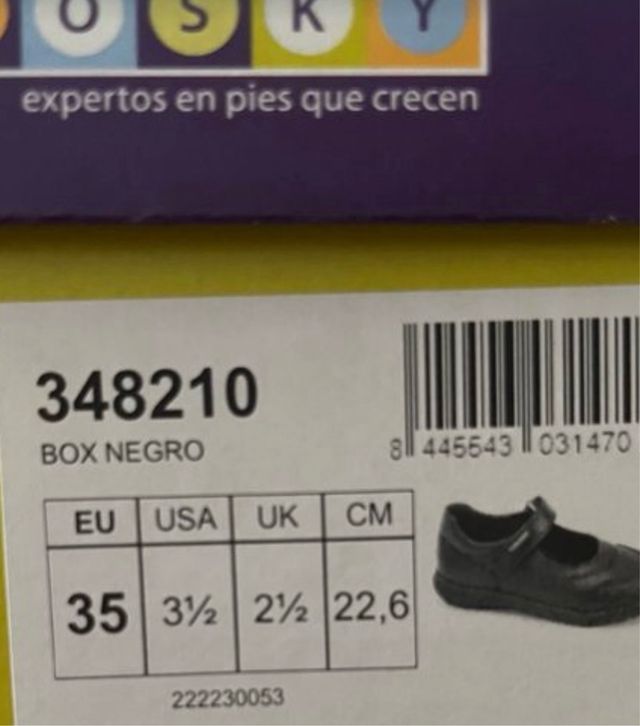 OSKY
expertos en pies que crecen
348210
BOX NEGRO
8 445543 031470
EU USA UK CM
35 3½ 2½ 22,6
222230053